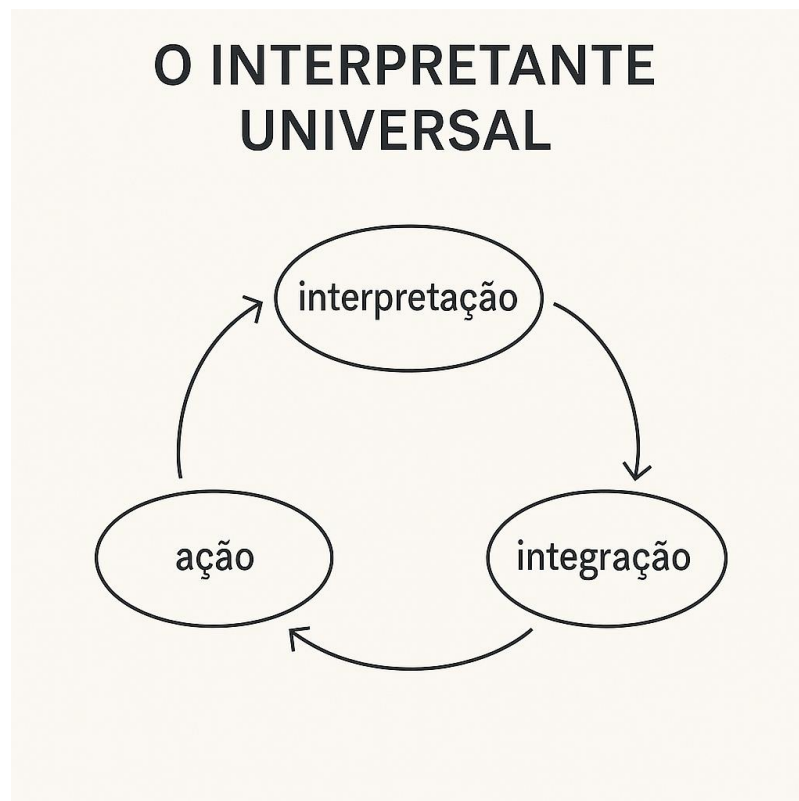 O INTERPRETANTE
UNIVERSAL
interpretação
ação
integração